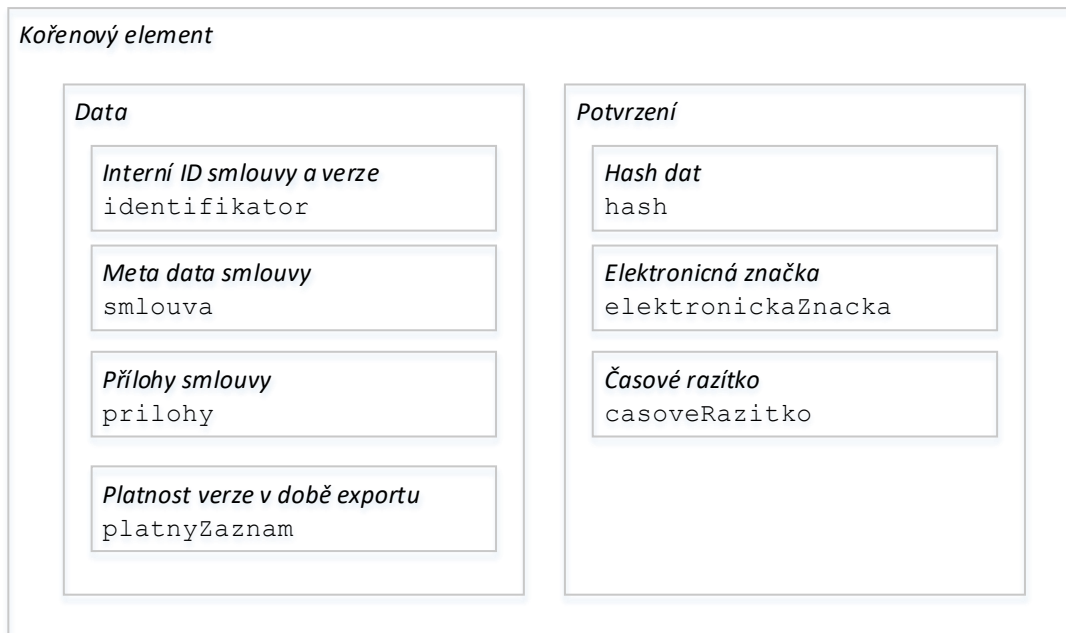 Kořenový element
Data
Interní ID smlouvy a verze
identifikator
Meta data smlouvy
smlouva
Přílohy smlouvy
prilohy
Platnost verze v době exportu
platnyZaznam
Potvrzení
Hash dat
hash
Elektronicná značka
elektronickaZnacka
Časové razítko
casoveRazitko